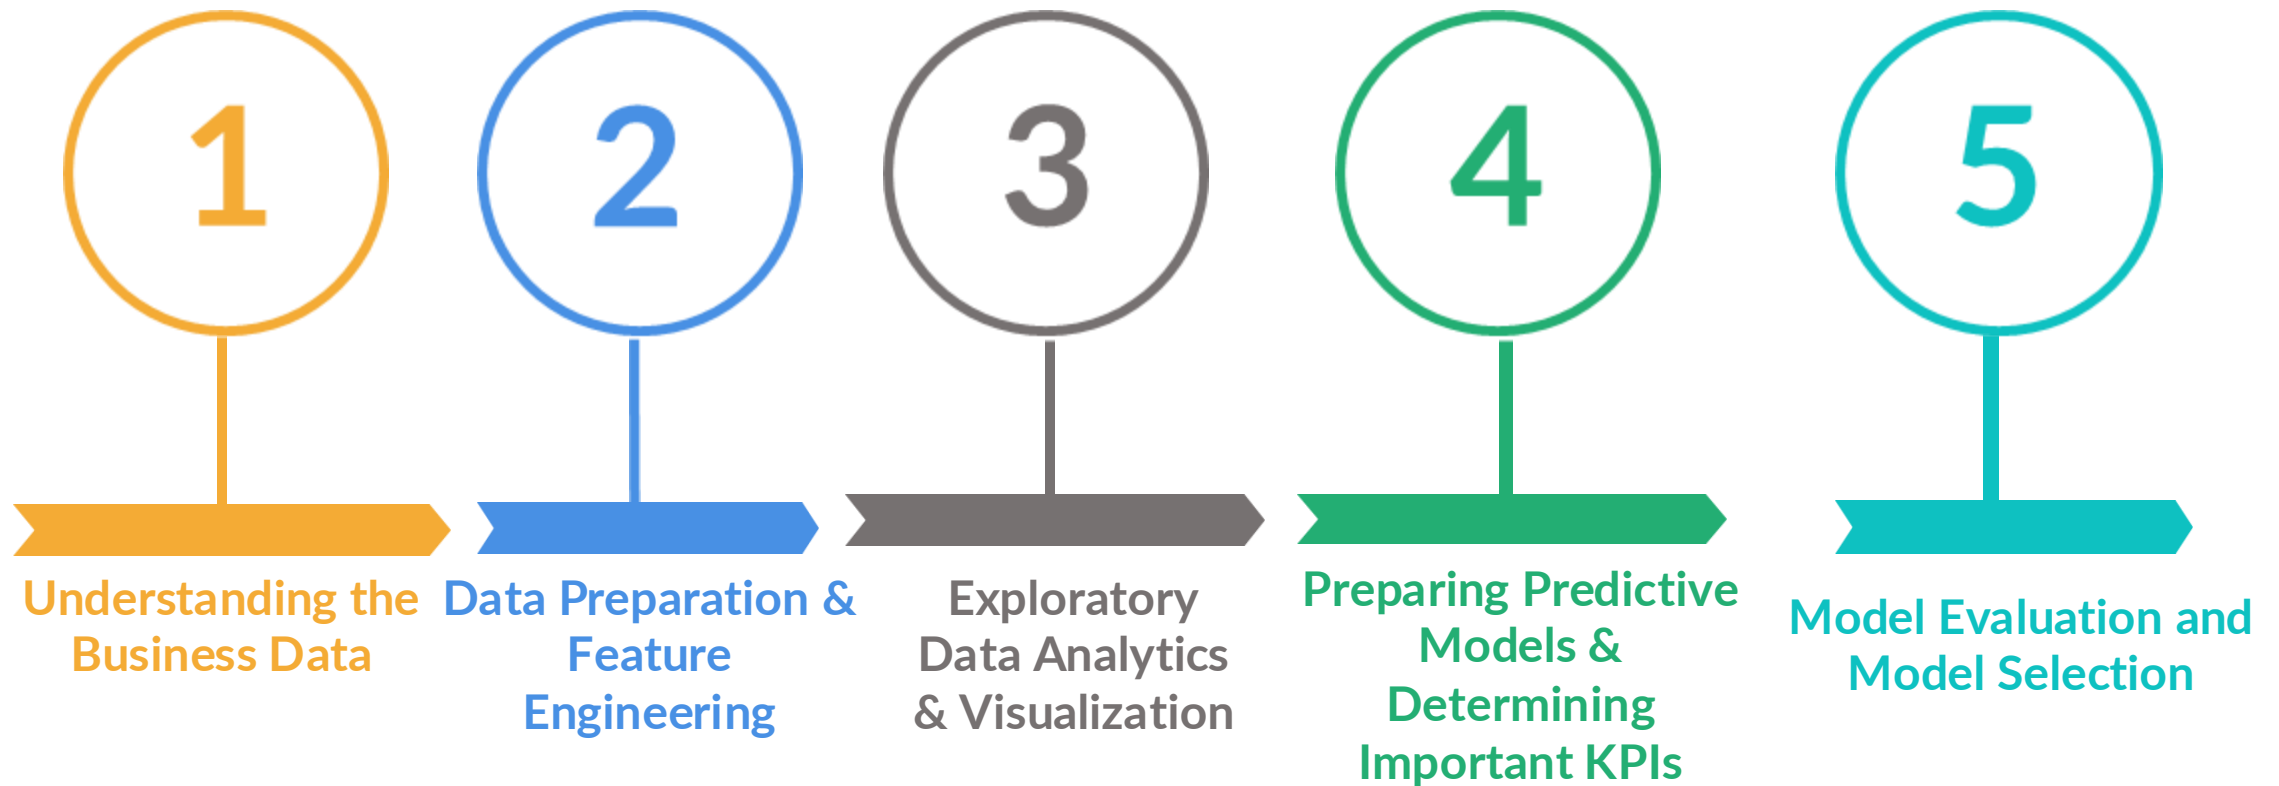 1
Understanding the
Business Data
2
Data Preparation &
Feature
Engineering
3
Exploratory
Data Analytics
& Visualization
4
Preparing Predictive
Models &
Determining
Important KPIs
5
Model Evaluation and
Model Selection